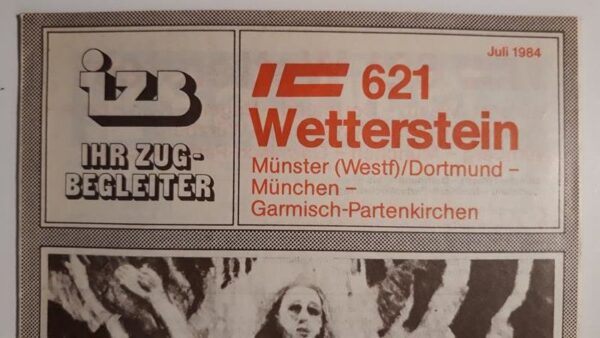 izb
IHR ZUG-
BEGLEITER
Juli 1984
IC 621
Wetterstein
Münster (Westf)/Dortmund –
München –
Garmisch-Partenkirchen